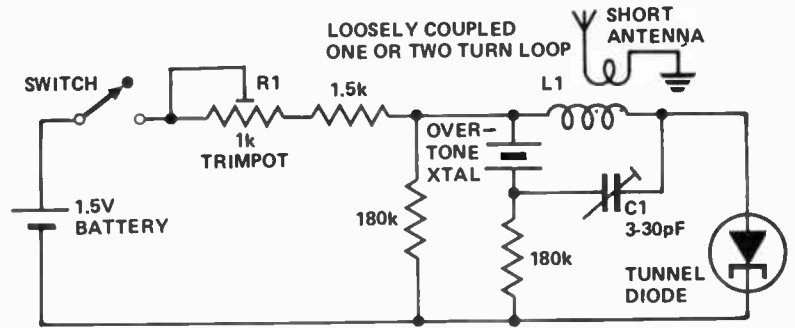 LOOSELY COUPLED
ONE OR TWO TURN LOOP
SHORT
ANTENNA
SWITCH
R1
1.5k
L1
1k
TRIMPOT
OVER-
TONE
XTAL
1.5V
BATTERY
180k
C1
3-30pF
180k
TUNNEL
DIODE